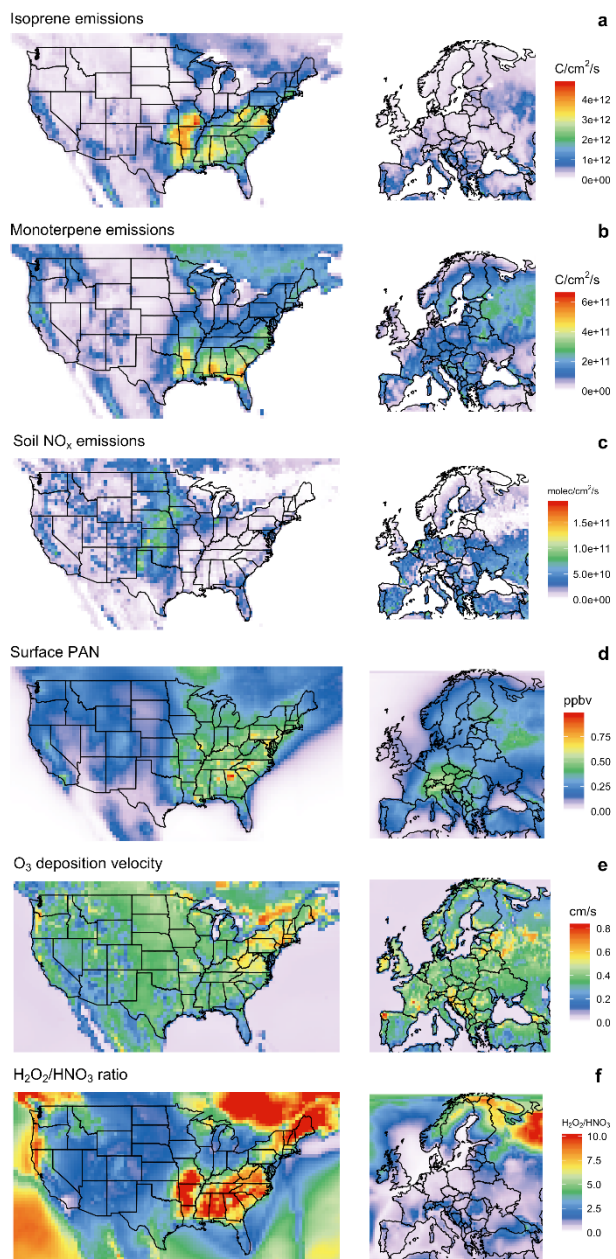 Isoprene emissions
a
C/cm²/s
4e+12
3e+12
2e+12
1e+12
0e+00
Monoterpene emissions
b
C/cm²/s
6e+11
4e+11
2e+11
0e+00
Soil NOₓ emissions
c
molec/cm²/s
1.5e+11
1.0e+11
5.0e+10
0.0e+00
Surface PAN
d
ppbv
0.75
0.50
0.25
0.00
O₃ deposition velocity
e
cm/s
0.8
0.6
0.4
0.2
0.0
H₂O₂/HNO₃ ratio
f
H₂O₂/HNO₃
10.0
7.5
5.0
2.5
0.0